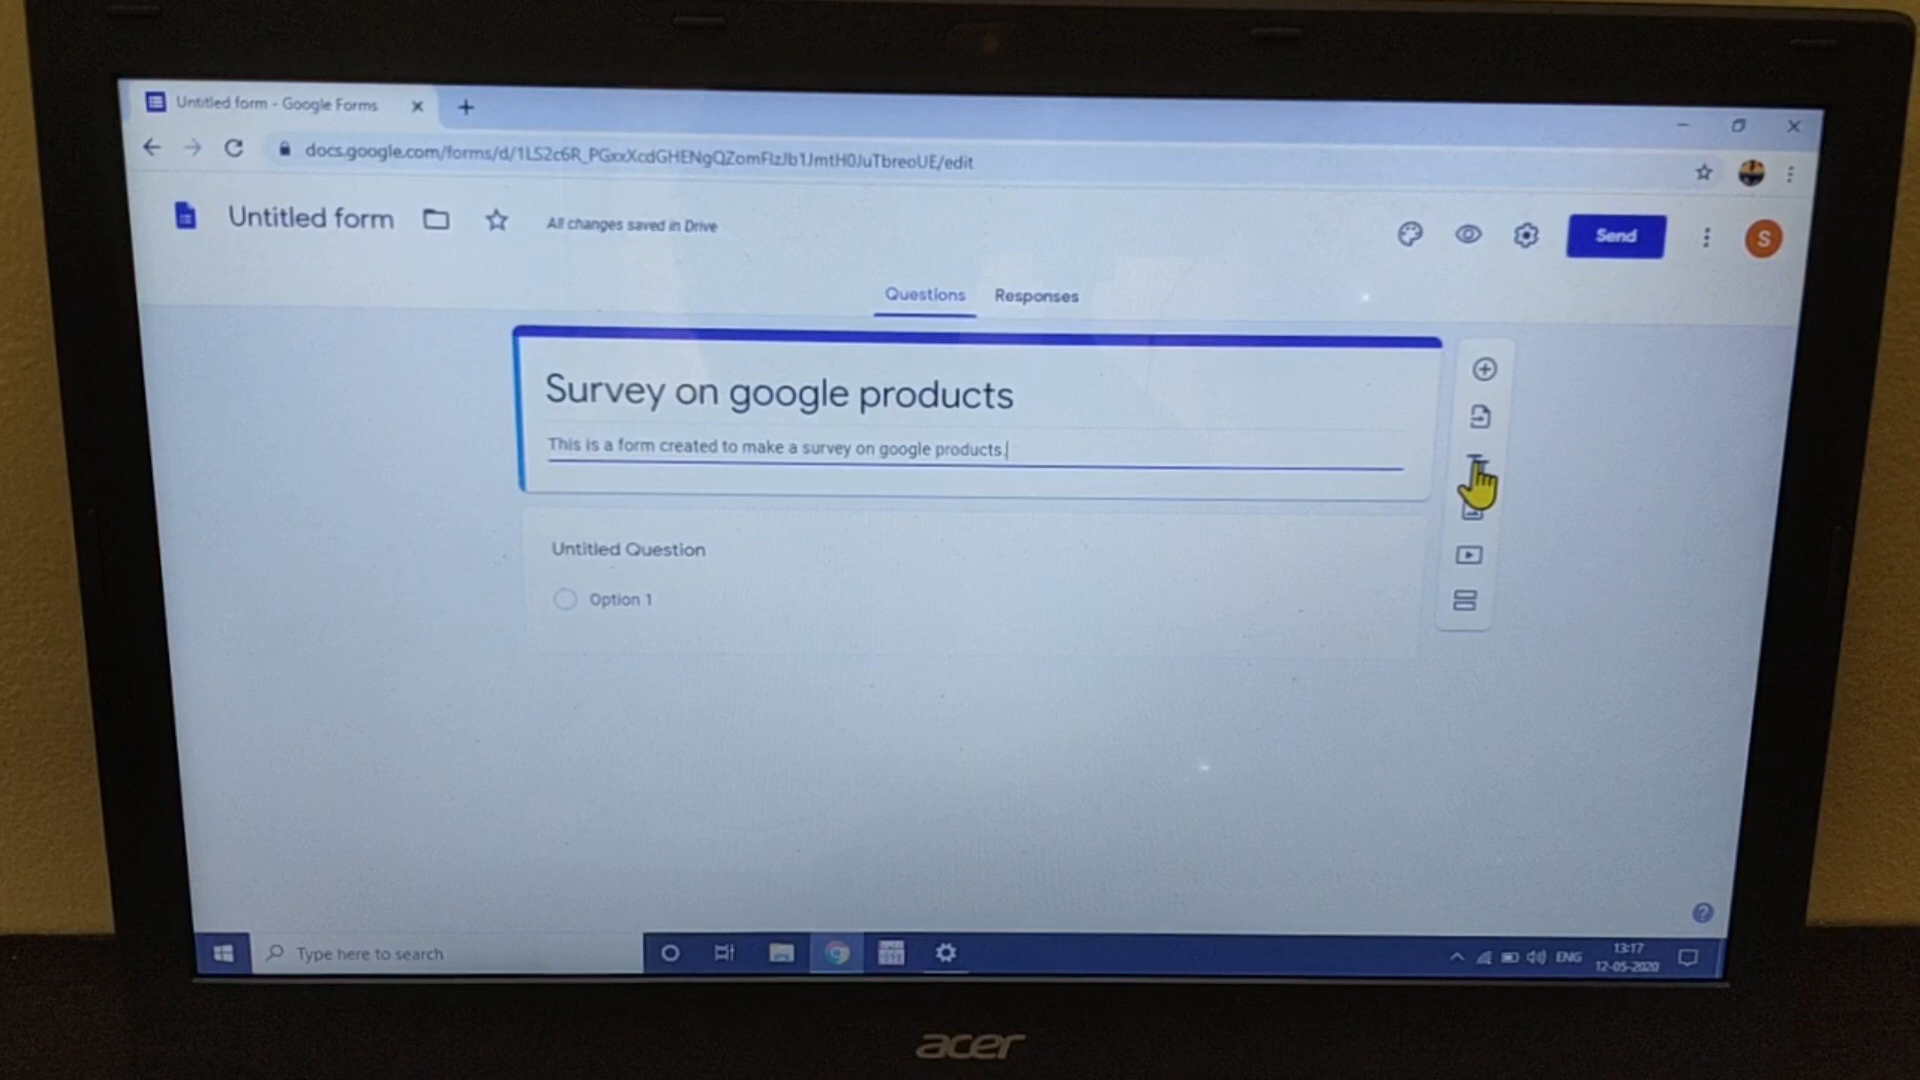 Untitled form - Google Forms
docs.google.com/forms/d/1LS2c6R_PGxxXcdGHENgQZomFlzJb1JmtH0JuTbreoUE/edit
Untitled form
All changes saved in Drive
Send
S
Questions Responses
Survey on google products
This is a form created to make a survey on google products.
Untitled Question
Option 1
Type here to search
ENG
13:17
12-05-2020
acer